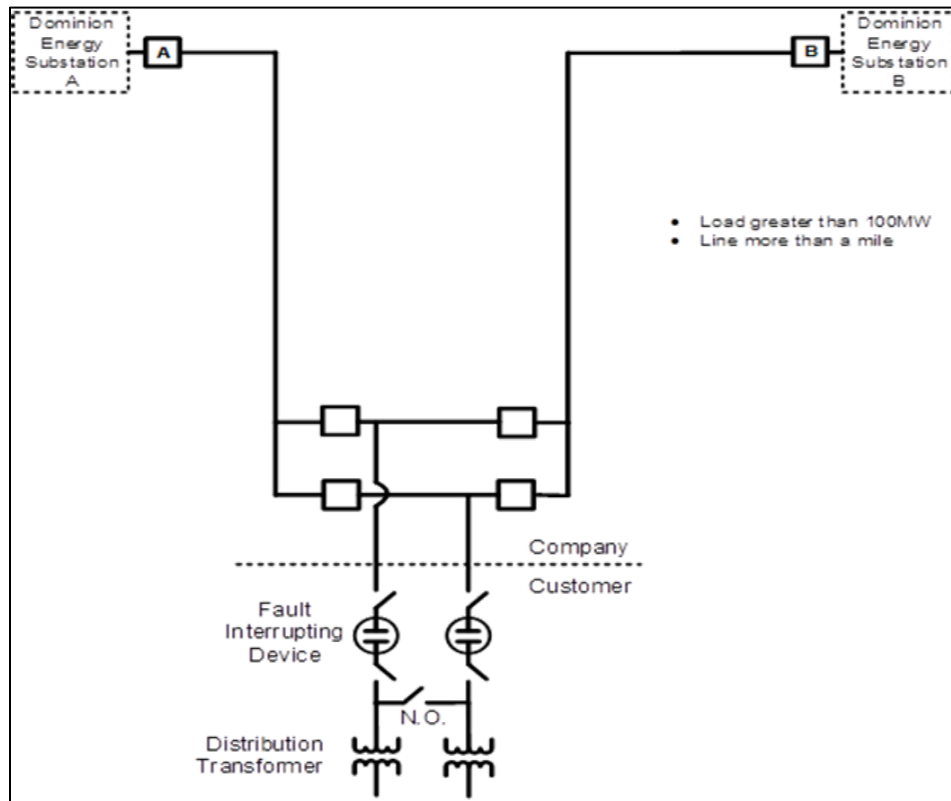 Dominion
Energy
Substation
A
A
B
Dominion
Energy
Substation
B
• Load greater than 100MW
• Line more than a mile
Company
Customer
Fault
Interrupting
Device
N.O.
Distribution
Transformer